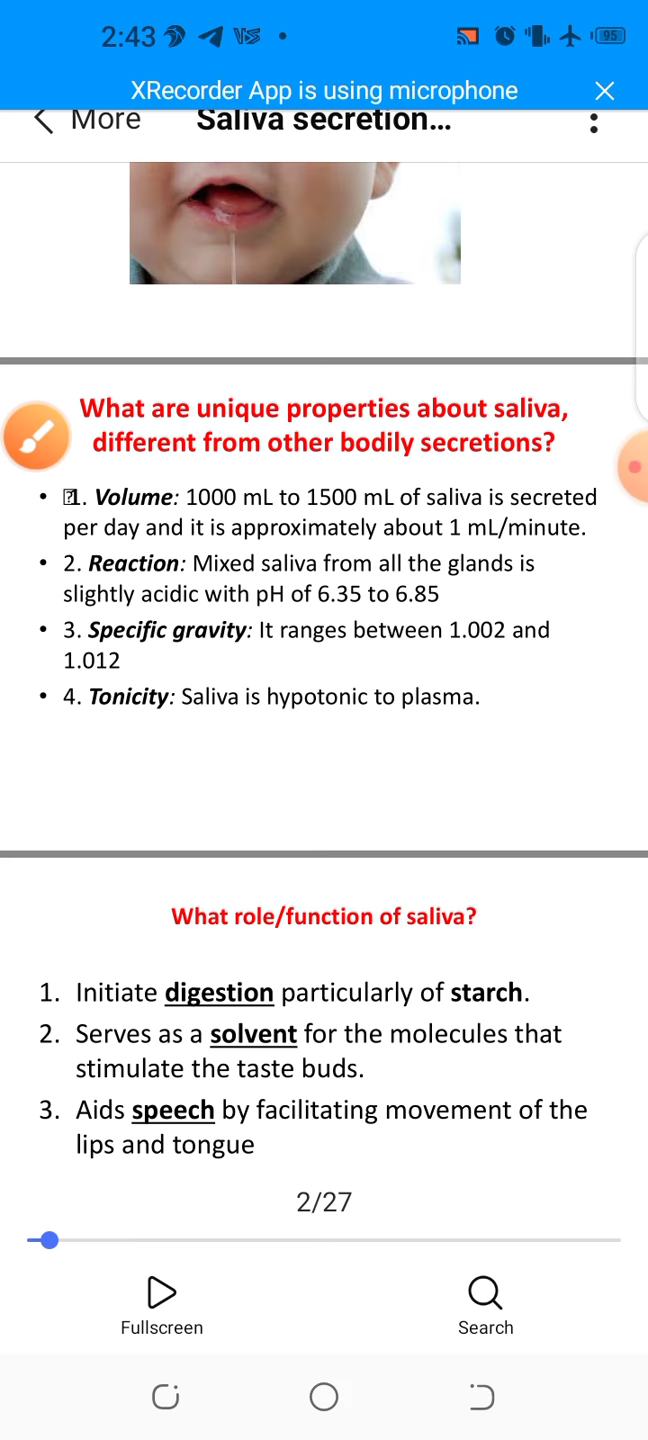 2:43
95
XRecorder App is using microphone
More Saliva secretion...
What are unique properties about saliva,
different from other bodily secretions?
• 1. Volume: 1000 mL to 1500 mL of saliva is secreted
per day and it is approximately about 1 mL/minute.
• 2. Reaction: Mixed saliva from all the glands is
slightly acidic with pH of 6.35 to 6.85
• 3. Specific gravity: It ranges between 1.002 and
1.012
• 4. Tonicity: Saliva is hypotonic to plasma.
What role/function of saliva?
1. Initiate digestion particularly of starch.
2. Serves as a solvent for the molecules that
stimulate the taste buds.
3. Aids speech by facilitating movement of the
lips and tongue
2/27
Fullscreen Search